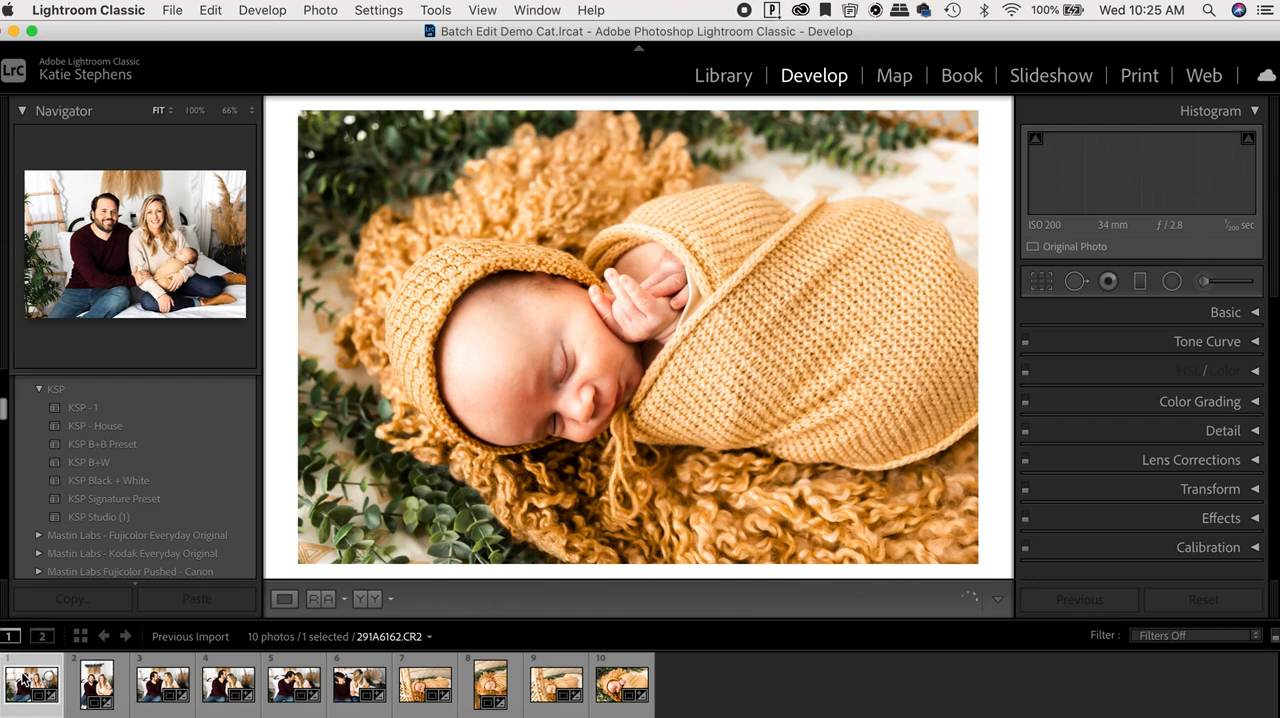 Lightroom Classic File Edit Develop Photo Settings Tools View Window Help 100% Wed 10:25 AM
Batch Edit Demo Cat.lrcat - Adobe Photoshop Lightroom Classic - Develop
LrC
Adobe Lightroom Classic
Katie Stephens
Library | Develop | Map | Book | Slideshow | Print | Web |
Navigator FIT 100% 66%
KSP
KSP - 1
KSP - House
KSP B+B Preset
KSP B+W
KSP Black + White
KSP Signature Preset
KSP Studio (1)
Mastin Labs - Fujicolor Everyday Original
Mastin Labs - Kodak Everyday Original
Mastin Labs Fujicolor Pushed - Canon
Copy... Paste
R A Y Y
Histogram
ISO 200 34 mm ƒ / 2.8 1/200 sec
Original Photo
Basic
Tone Curve
HSL / Color
Color Grading
Detail
Lens Corrections
Transform
Effects
Calibration
Previous Reset
1 2 Previous Import 10 photos / 1 selected / 291A6162.CR2 Filter : Filters Off
1 2 3 4 5 6 7 8 9 10